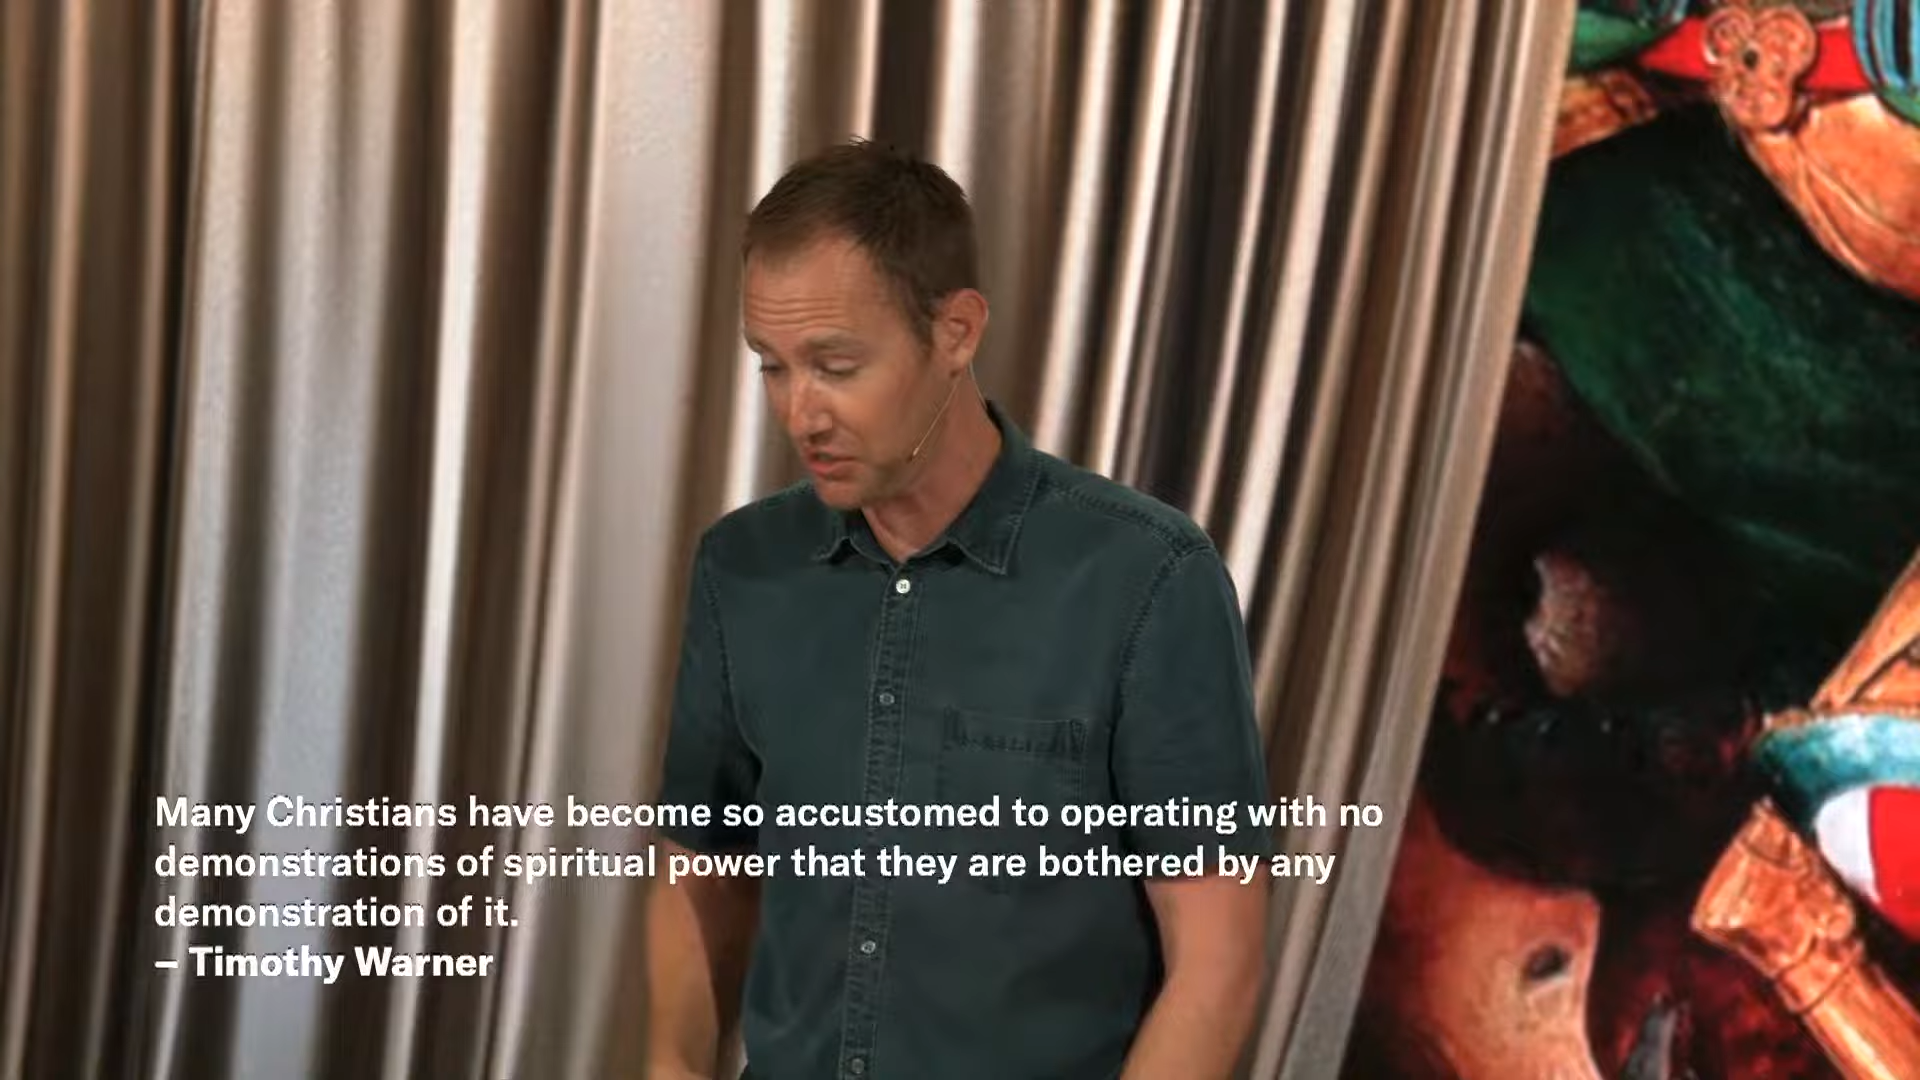 Many Christians have become so accustomed to operating with no
demonstrations of spiritual power that they are bothered by any
demonstration of it.
– Timothy Warner